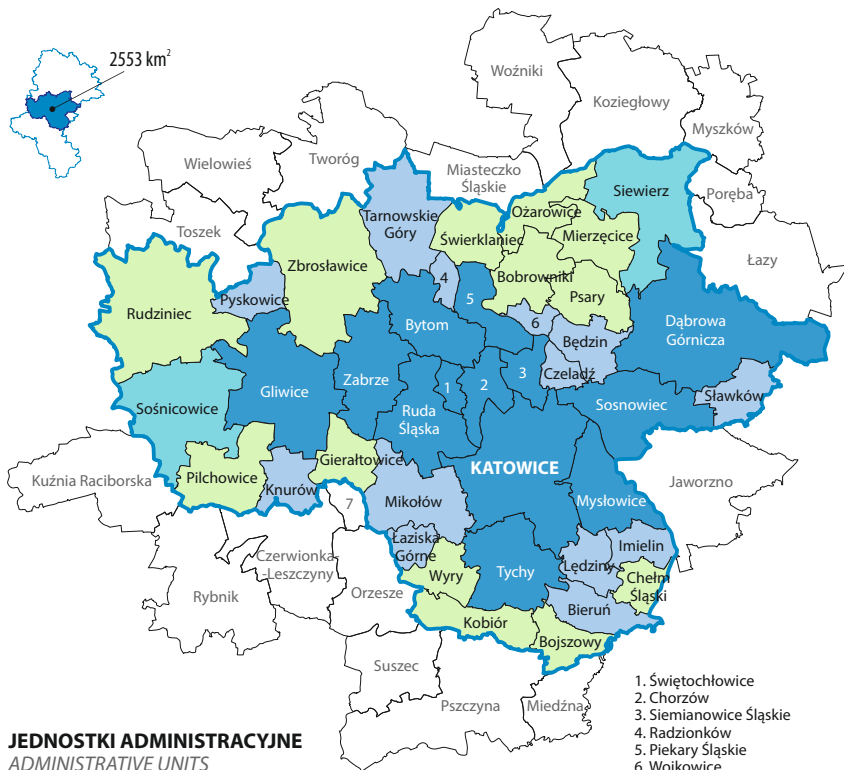 2553 km²
Woźniki
Koziegłowy
Myszków
Wielowieś
Tworóg
Miasteczko
Śląskie
Poręba
Siewierz
Toszek
Tarnowskie
Góry
Ożarowice
Świerklaniec
Mierzęcice
Łazy
Zbrosławice
Bobrowniki
Psary
Pyskowice
4
5
Rudziniec
6
Dąbrowa
Górnicza
Bytom
Będzin
Czeladź
Gliwice
Zabrze
1
2
3
Sławków
Sośnicowice
Ruda
Śląska
Sosnowiec
Gierałtowice
KATOWICE
Kuźnia Raciborska
Pilchowice
Knurów
7
Mikołów
Mysłowice
Jaworzno
Łaziska
Górne
Imielin
Czerwionka-
-Leszczyny
Wyry
Tychy
Lędziny
Chełm
Śląski
Rybnik
Orzesze
Bieruń
Kobiór
Bojszowy
Suszec
Pszczyna
Miedźna
1. Świętochłowice
2. Chorzów
3. Siemianowice Śląskie
4. Radzionków
5. Piekary Śląskie
6. Wojkowice
JEDNOSTKI ADMINISTRACYJNE
ADMINISTRATIVE UNITS